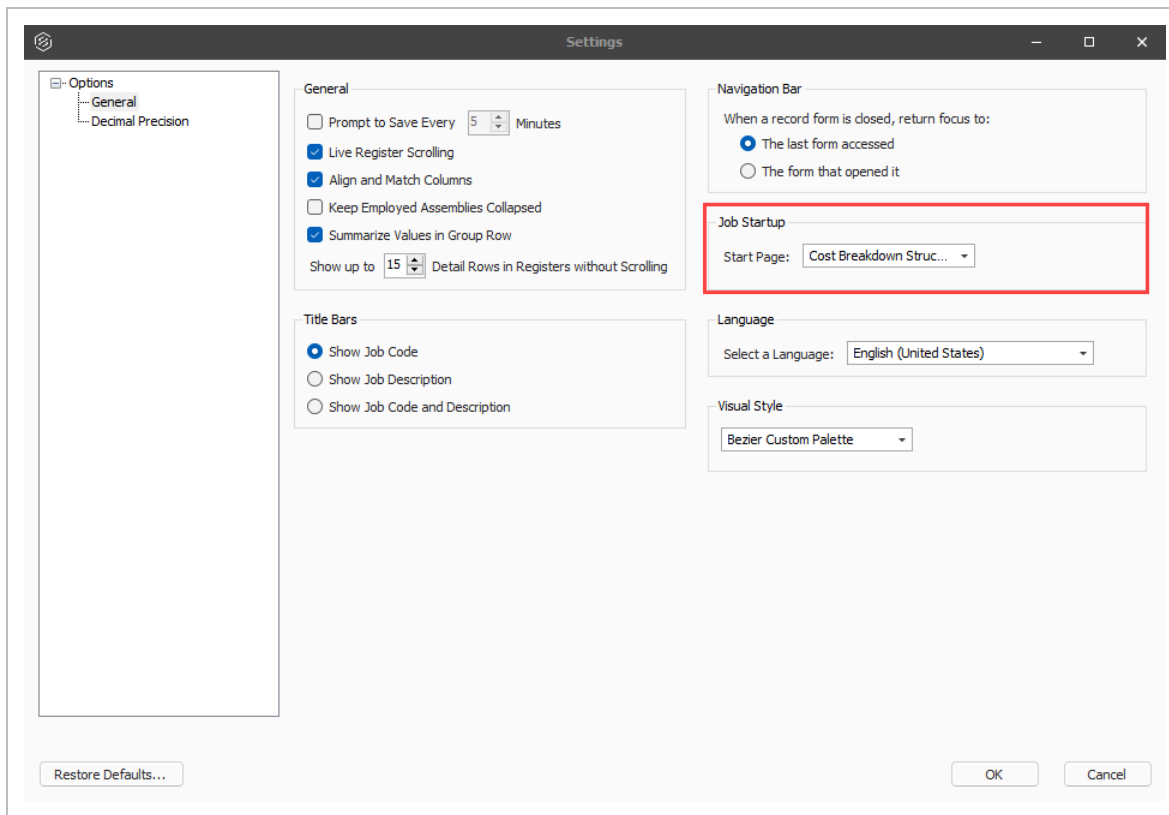 Settings
Options
General
Decimal Precision
General
Prompt to Save Every 5 Minutes
Live Register Scrolling
Align and Match Columns
Keep Employed Assemblies Collapsed
Summarize Values in Group Row
Show up to 15 Detail Rows in Registers without Scrolling
Title Bars
Show Job Code
Show Job Description
Show Job Code and Description
Navigation Bar
When a record form is closed, return focus to:
The last form accessed
The form that opened it
Job Startup
Start Page: Cost Breakdown Struc...
Language
Select a Language: English (United States)
Visual Style
Bezier Custom Palette
Restore Defaults...
OK
Cancel